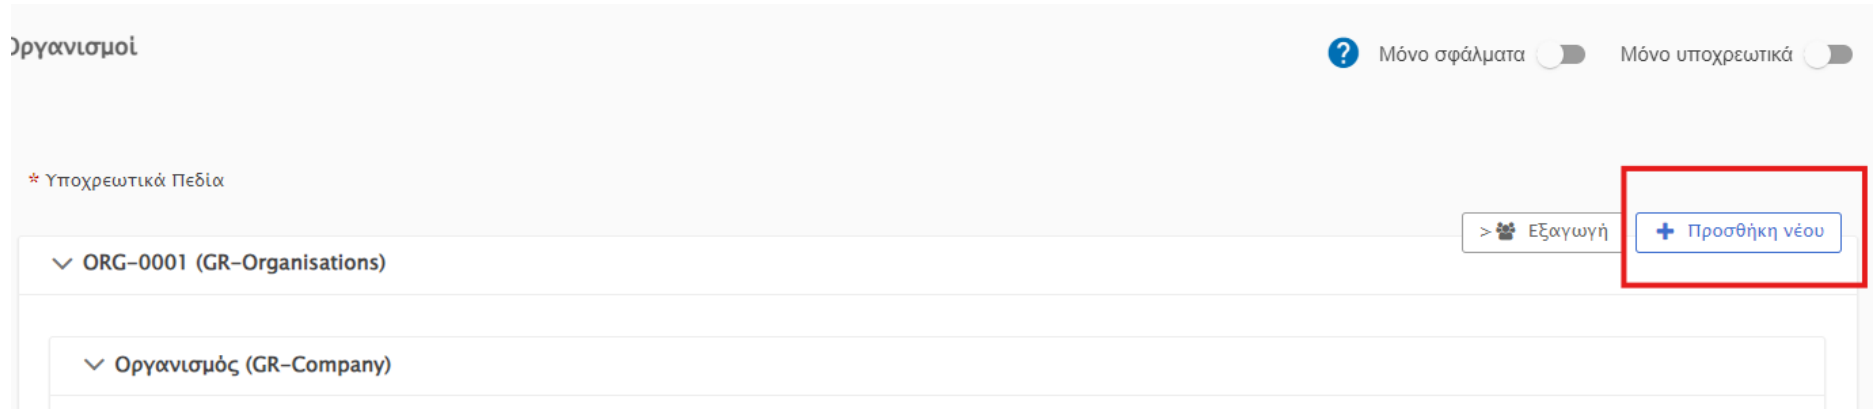 Οργανισμοί
? Μόνο σφάλματα Μόνο υποχρεωτικά
* Υποχρεωτικά Πεδία
> Εξαγωγή + Προσθήκη νέου
ORG-0001 (GR-Organisations)
Οργανισμός (GR-Company)